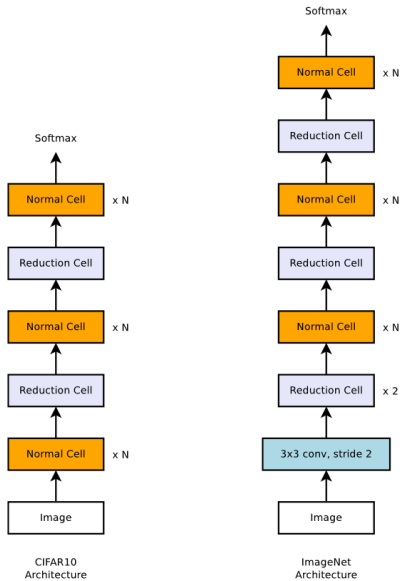 Softmax
Normal Cell x N
Reduction Cell
Normal Cell x N
Reduction Cell
Normal Cell x N
Image
CIFAR10
Architecture
Softmax
Normal Cell x N
Reduction Cell
Normal Cell x N
Reduction Cell
Normal Cell x N
Reduction Cell x 2
3x3 conv, stride 2
Image
ImageNet
Architecture